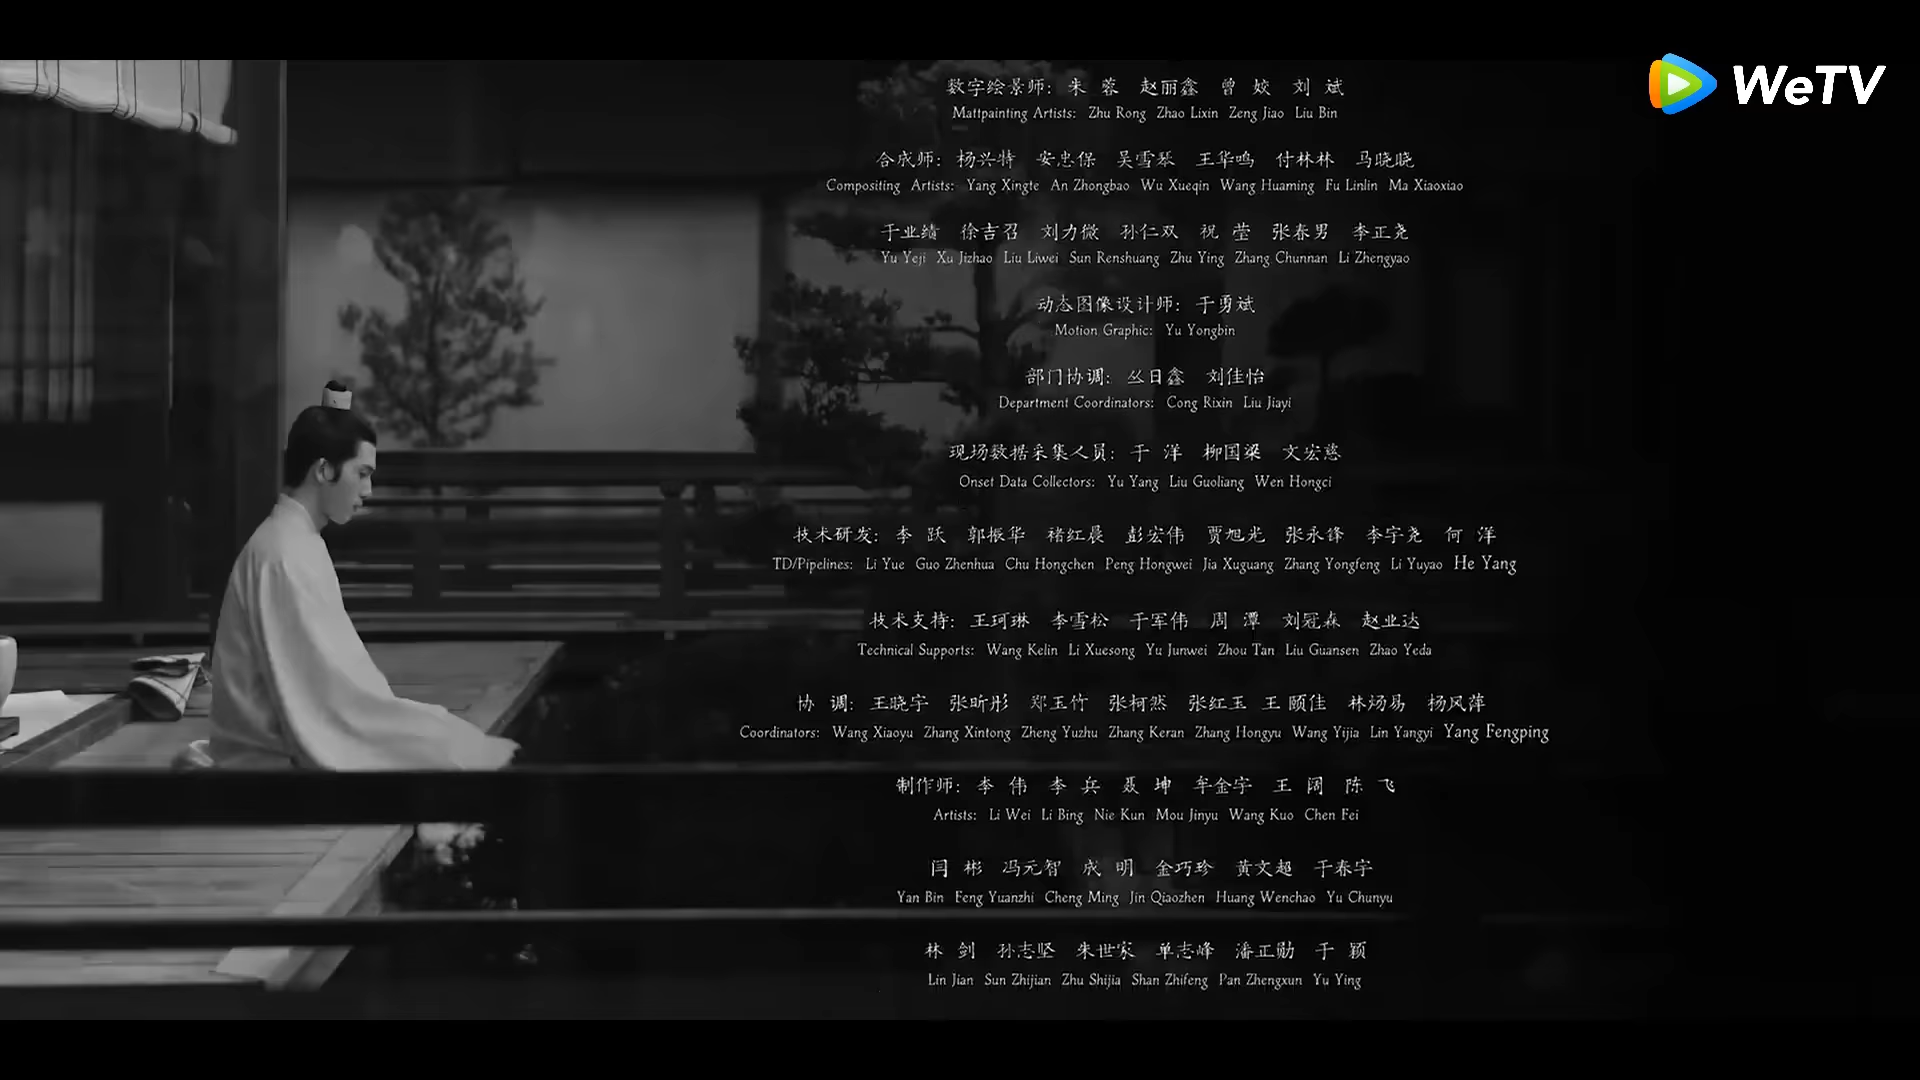 WeTV
数字绘景师: 朱 蓉 赵丽鑫 曾 姣 刘 斌
Mattpainting Artists: Zhu Rong Zhao Lixin Zeng Jiao Liu Bin
合成师: 杨兴特 安忠保 吴雪琴 王华鸣 付林林 马晓晓
Compositing Artists: Yang Xingte An Zhongbao Wu Xueqin Wang Huaming Fu Linlin Ma Xiaoxiao
于业绩 徐吉召 刘力微 孙仁双 祝 莹 张春男 李正尧
Yu Yeji Xu Jizhao Liu Liwei Sun Renshuang Zhu Ying Zhang Chunnan Li Zhengyao
动态图像设计师: 于勇斌
Motion Graphic: Yu Yongbin
部门协调: 丛日鑫 刘佳怡
Department Coordinators: Cong Rixin Liu Jiayi
现场数据采集人员: 于 洋 柳国梁 文宏慈
Onset Data Collectors: Yu Yang Liu Guoliang Wen Hongci
技术研发: 李 跃 郭振华 褚红晨 彭宏伟 贾旭光 张永锋 李宇尧 何 洋
TD/Pipelines: Li Yue Guo Zhenhua Chu Hongchen Peng Hongwei Jia Xuguang Zhang Yongfeng Li Yuyao He Yang
技术支持: 王珂琳 李雪松 于军伟 周 潭 刘冠森 赵业达
Technical Supports: Wang Kelin Li Xuesong Yu Junwei Zhou Tan Liu Guansen Zhao Yeda
协 调: 王晓宇 张昕彤 郑玉竹 张柯然 张红玉 王 颐佳 林炀易 杨风萍
Coordinators: Wang Xiaoyu Zhang Xintong Zheng Yuzhu Zhang Keran Zhang Hongyu Wang Yijia Lin Yangyi Yang Fengping
制作师: 李 伟 李 兵 聂 坤 牟金宇 王 阔 陈 飞
Artists: Li Wei Li Bing Nie Kun Mou Jinyu Wang Kuo Chen Fei
闫 彬 冯元智 成 明 金巧珍 黄文超 于春宇
Yan Bin Feng Yuanzhi Cheng Ming Jin Qiaozhen Huang Wenchao Yu Chunyu
林 剑 孙志坚 朱世家 单志峰 潘正勋 于 颖
Lin Jian Sun Zhijian Zhu Shijia Shan Zhifeng Pan Zhengxun Yu Ying